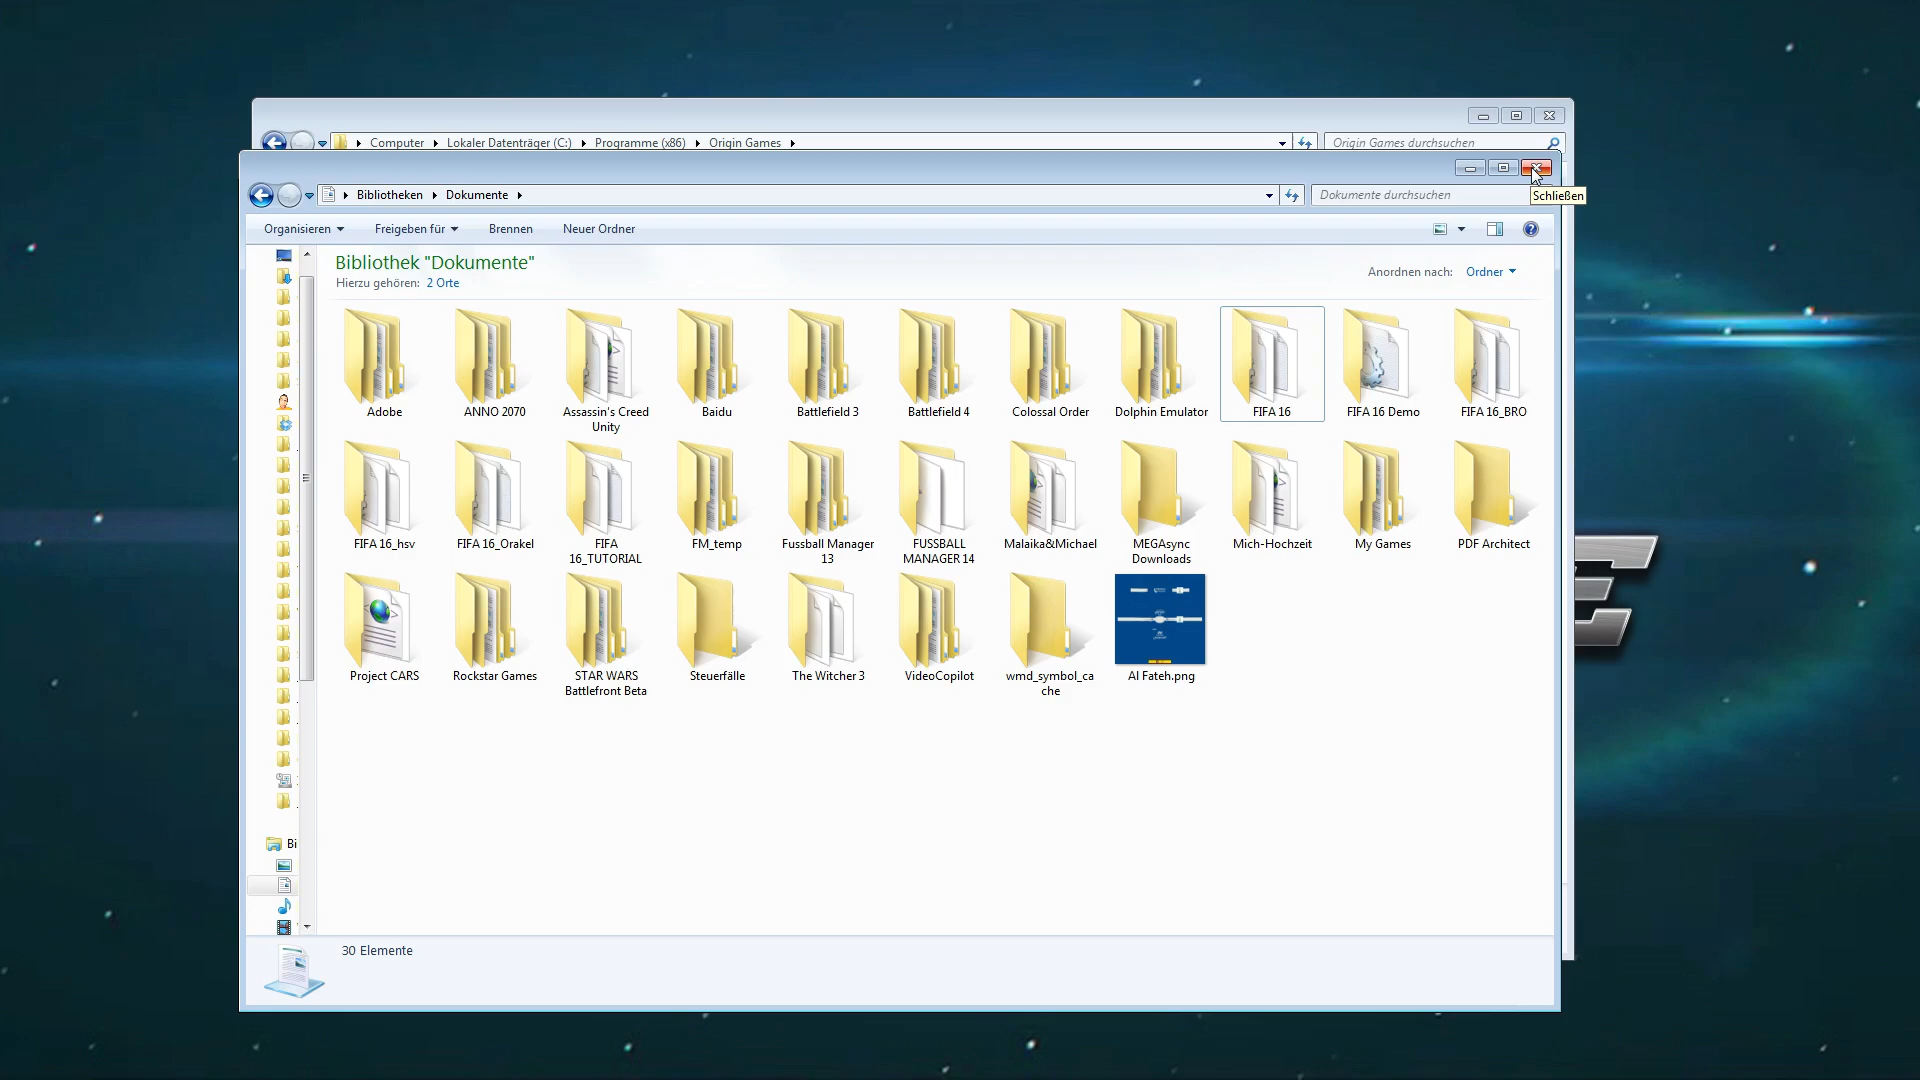 Computer Lokaler Datenträger (C:) Programme (x86) Origin Games Origin Games durchsuchen
Bibliotheken Dokumente Dokumente durchsuchen
Schließen
Organisieren Freigeben für Brennen Neuer Ordner
Bibliothek "Dokumente"
Hierzu gehören: 2 Orte
Anordnen nach: Ordner
Adobe ANNO 2070 Assassin's Creed Unity Baidu Battlefield 3 Battlefield 4 Colossal Order Dolphin Emulator FIFA 16 FIFA 16 Demo FIFA 16_BRO
FIFA 16_hsv FIFA 16_Orakel FIFA 16_TUTORIAL FM_temp Fussball Manager 13 FUSSBALL MANAGER 14 Malaika&Michael MEGAsync Downloads Mich-Hochzeit My Games PDF Architect
Project CARS Rockstar Games STAR WARS Battlefront Beta Steuerfälle The Witcher 3 VideoCopilot wmd_symbol_cache Al Fateh.png
Bi
30 Elemente
E